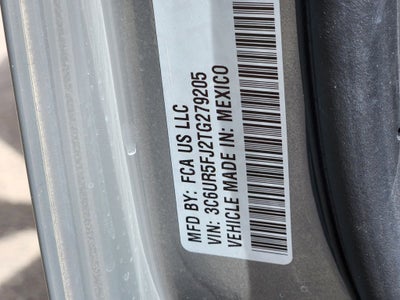 MFD BY: FCA US LLC
VIN: 3C6UR5FJ2TG279205
VEHICLE MADE IN: MEXICO